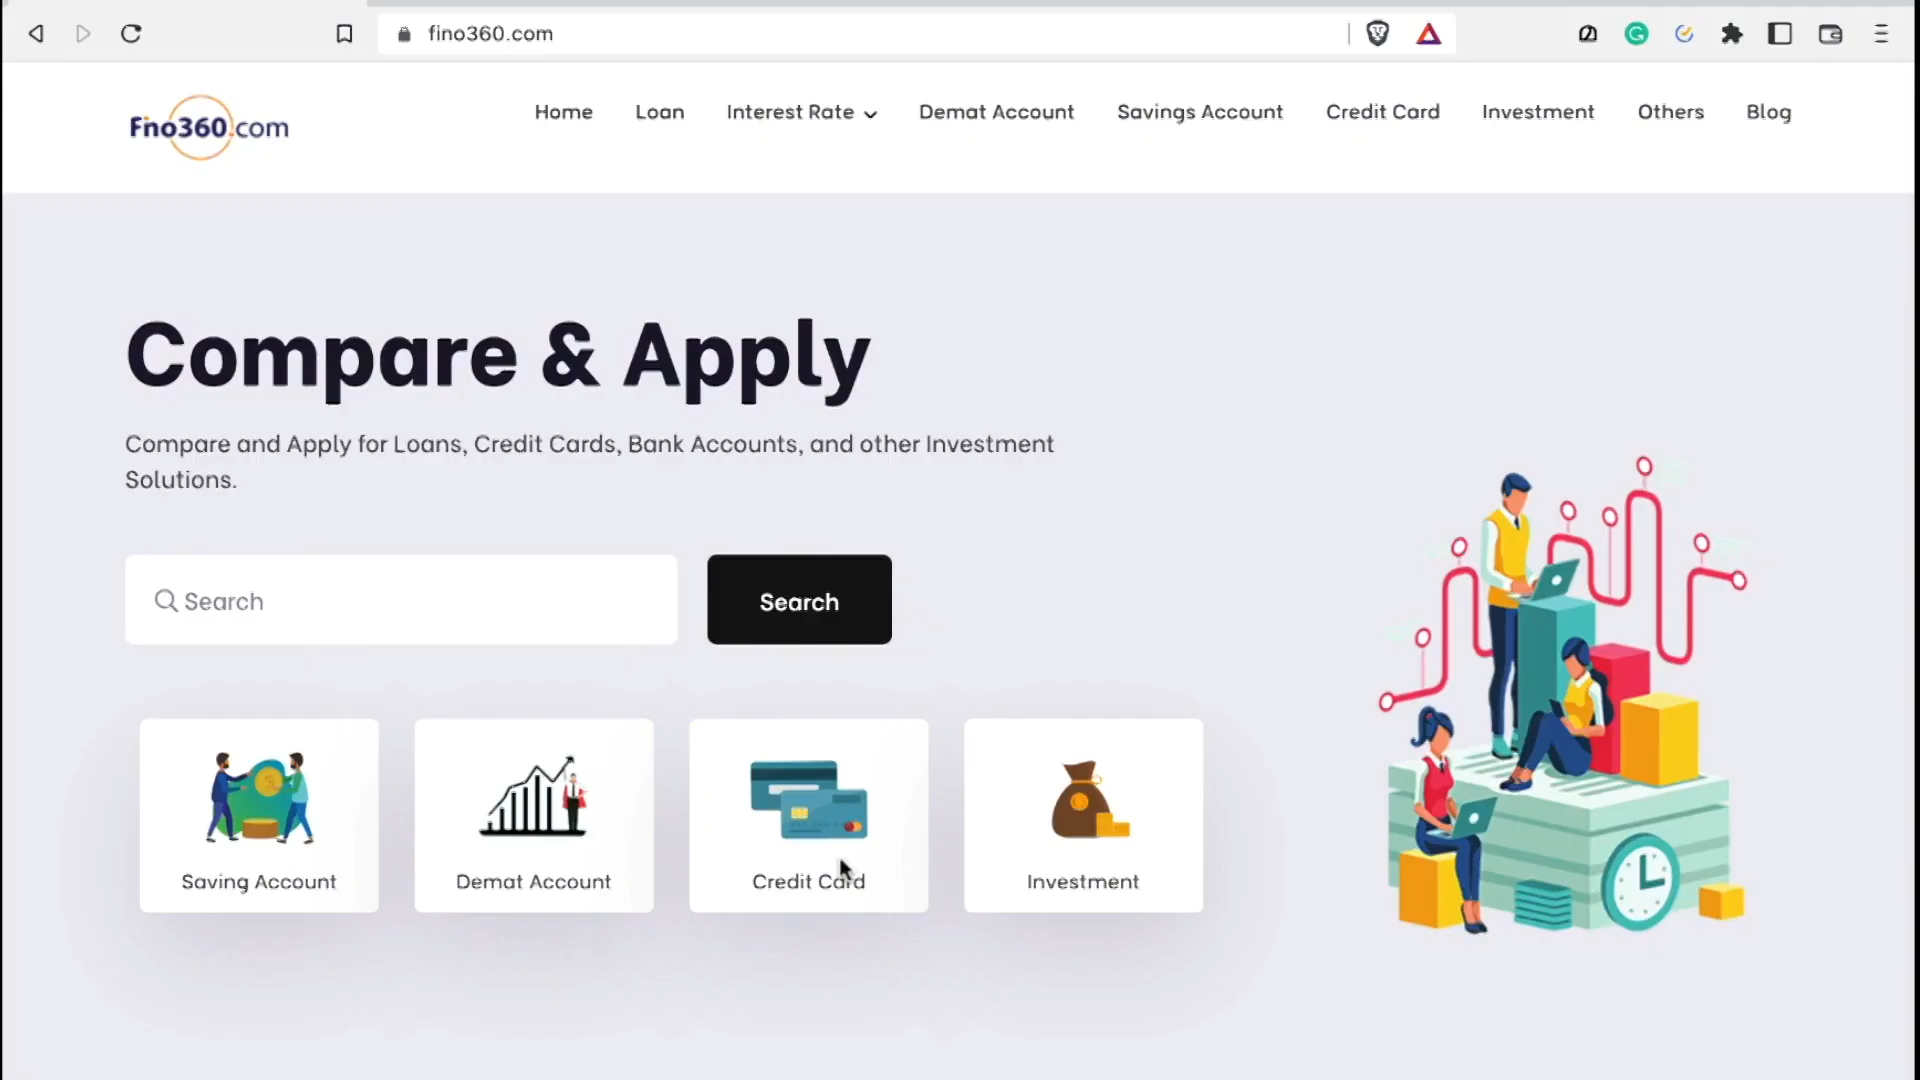 fino360.com
Fino360.com
Home
Loan
Interest Rate
Demat Account
Savings Account
Credit Card
Investment
Others
Blog
Compare & Apply
Compare and Apply for Loans, Credit Cards, Bank Accounts, and other Investment
Solutions.
Search
Search
Saving Account
Demat Account
Credit Card
Investment